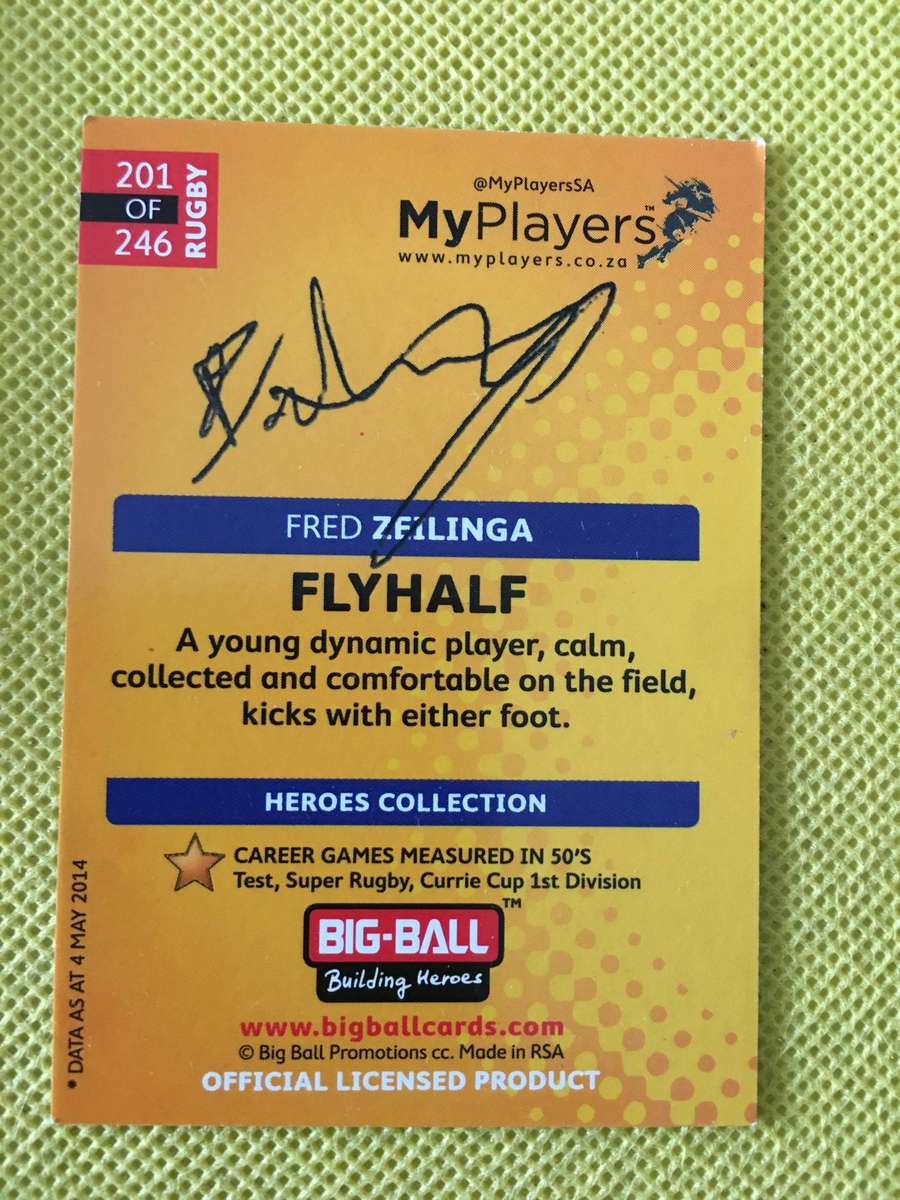 201
OF
246
RUGBY
@MyPlayersSA
MyPlayers™
www.myplayers.co.za
FRED ZEILINGA
FLYHALF
A young dynamic player, calm,
collected and comfortable on the field,
kicks with either foot.
HEROES COLLECTION
CAREER GAMES MEASURED IN 50'S
Test, Super Rugby, Currie Cup 1st Division
BIG-BALL™
Building Heroes
www.bigballcards.com
© Big Ball Promotions cc. Made in RSA
OFFICIAL LICENSED PRODUCT
* DATA AS AT 4 MAY 2014